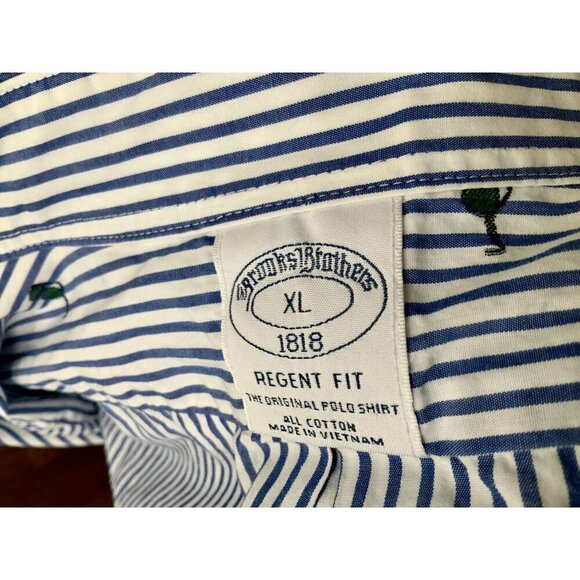 Brooks Brothers
XL
1818
REGENT FIT
THE ORIGINAL POLO SHIRT
ALL COTTON
MADE IN VIETNAM